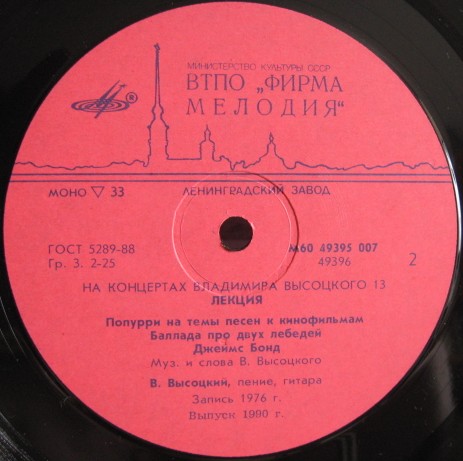 МИНИСТЕРСТВО КУЛЬТУРЫ СССР
ВТПО „ФИРМА
МЕЛОДИЯ“
МОНО ▽ 33
ЛЕНИНГРАДСКИЙ ЗАВОД
ГОСТ 5289-88
Гр. 3. 2-25
М60 49395 007
49396
2
НА КОНЦЕРТАХ ВЛАДИМИРА ВЫСОЦКОГО 13
ЛЕКЦИЯ
Попурри на темы песен к кинофильмам
Баллада про двух лебедей
Джеймс Бонд
Муз. и слова В. Высоцкого
В. Высоцкий, пение, гитара
Запись 1976 г.
Выпуск 1990 г.